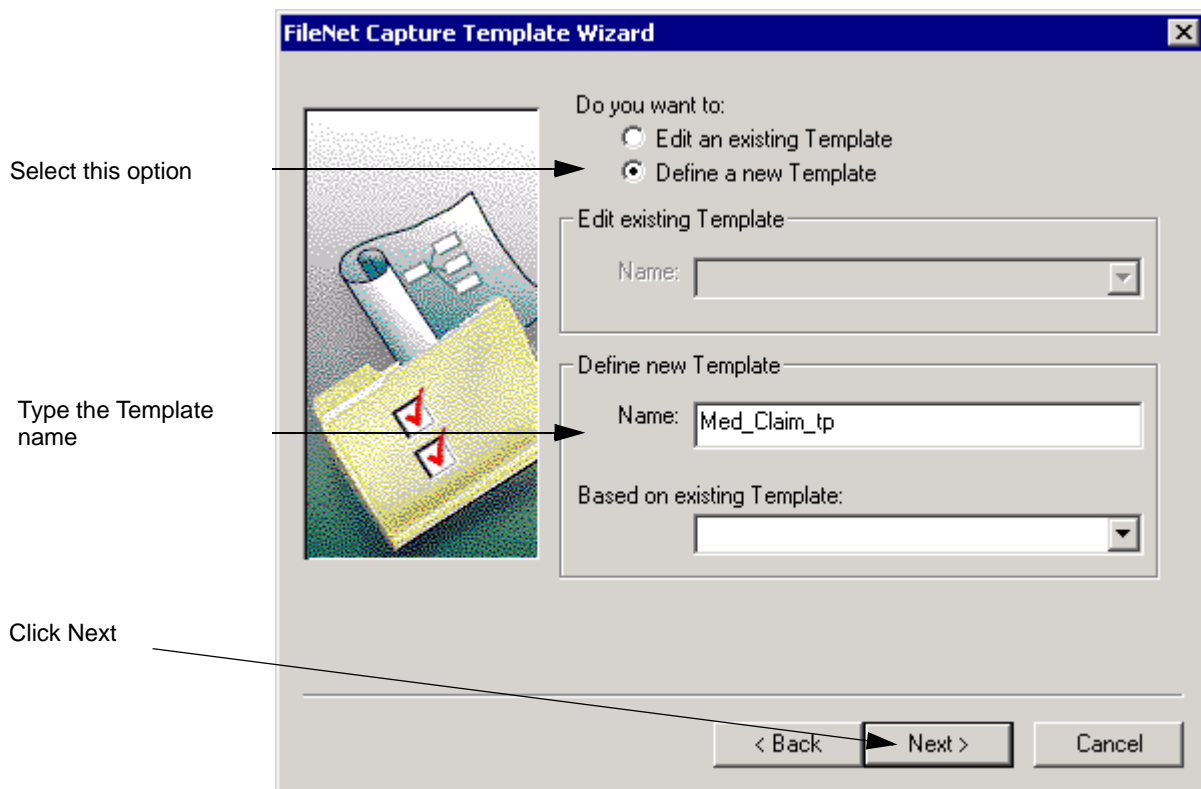 FileNet Capture Template Wizard
Do you want to:
Edit an existing Template
Select this option
Define a new Template
Edit existing Template
Name:
Define new Template
Type the Template
name
Name: Med_Claim_tp
Based on existing Template:
Click Next
< Back Next > Cancel